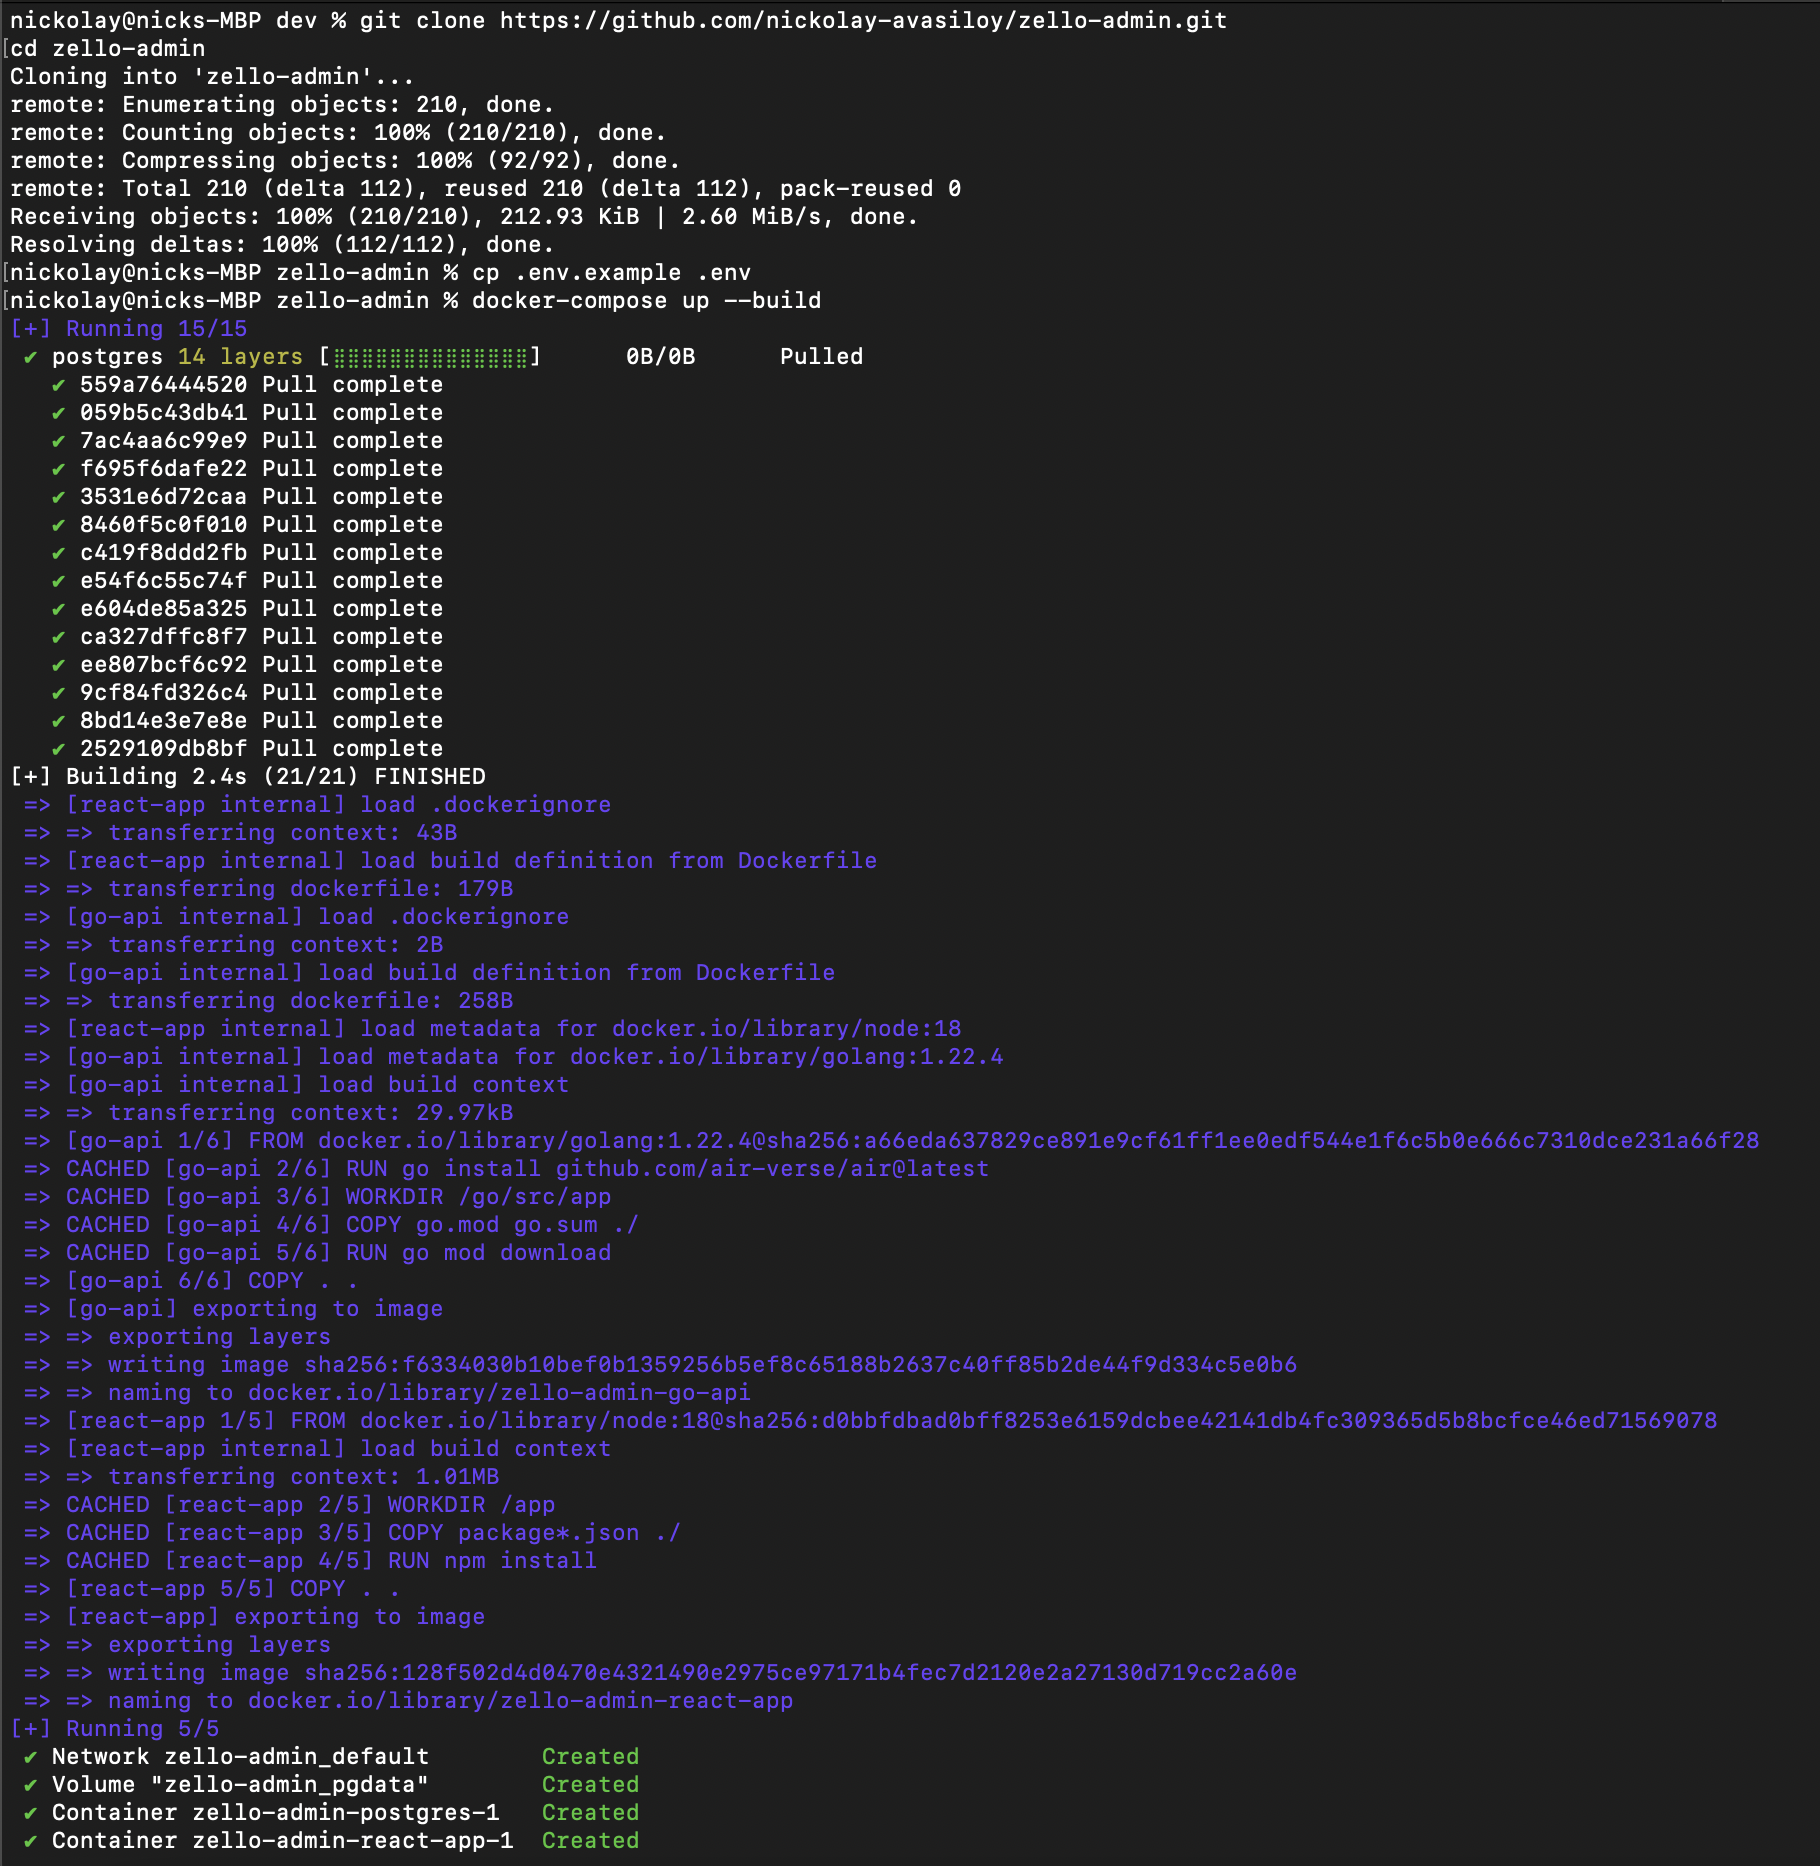 nickolay@nicks-MBP dev % git clone https://github.com/nickolay-avasiloy/zello-admin.git
[cd zello-admin
Cloning into 'zello-admin'...
remote: Enumerating objects: 210, done.
remote: Counting objects: 100% (210/210), done.
remote: Compressing objects: 100% (92/92), done.
remote: Total 210 (delta 112), reused 210 (delta 112), pack-reused 0
Receiving objects: 100% (210/210), 212.93 KiB | 2.60 MiB/s, done.
Resolving deltas: 100% (112/112), done.
[nickolay@nicks-MBP zello-admin % cp .env.example .env
[nickolay@nicks-MBP zello-admin % docker-compose up --build
[+] Running 15/15
✔ postgres 14 layers [⣿⣿⣿⣿⣿⣿⣿⣿⣿⣿⣿⣿⣿⣿] 0B/0B Pulled
✔ 559a76444520 Pull complete
✔ 059b5c43db41 Pull complete
✔ 7ac4aa6c99e9 Pull complete
✔ f695f6dafe22 Pull complete
✔ 3531e6d72caa Pull complete
✔ 8460f5c0f010 Pull complete
✔ c419f8ddd2fb Pull complete
✔ e54f6c55c74f Pull complete
✔ e604de85a325 Pull complete
✔ ca327dffc8f7 Pull complete
✔ ee807bcf6c92 Pull complete
✔ 9cf84fd326c4 Pull complete
✔ 8bd14e3e7e8e Pull complete
✔ 2529109db8bf Pull complete
[+] Building 2.4s (21/21) FINISHED
=> [react-app internal] load .dockerignore
=> => transferring context: 43B
=> [react-app internal] load build definition from Dockerfile
=> => transferring dockerfile: 179B
=> [go-api internal] load .dockerignore
=> => transferring context: 2B
=> [go-api internal] load build definition from Dockerfile
=> => transferring dockerfile: 258B
=> [react-app internal] load metadata for docker.io/library/node:18
=> [go-api internal] load metadata for docker.io/library/golang:1.22.4
=> [go-api internal] load build context
=> => transferring context: 29.97kB
=> [go-api 1/6] FROM docker.io/library/golang:1.22.4@sha256:a66eda637829ce891e9cf61ff1ee0edf544e1f6c5b0e666c7310dce231a66f28
=> CACHED [go-api 2/6] RUN go install github.com/air-verse/air@latest
=> CACHED [go-api 3/6] WORKDIR /go/src/app
=> CACHED [go-api 4/6] COPY go.mod go.sum ./
=> CACHED [go-api 5/6] RUN go mod download
=> [go-api 6/6] COPY . .
=> [go-api] exporting to image
=> => exporting layers
=> => writing image sha256:f6334030b10bef0b1359256b5ef8c65188b2637c40ff85b2de44f9d334c5e0b6
=> => naming to docker.io/library/zello-admin-go-api
=> [react-app 1/5] FROM docker.io/library/node:18@sha256:d0bbfdbad0bff8253e6159dcbee42141db4fc309365d5b8bcfce46ed71569078
=> [react-app internal] load build context
=> => transferring context: 1.01MB
=> CACHED [react-app 2/5] WORKDIR /app
=> CACHED [react-app 3/5] COPY package*.json ./
=> CACHED [react-app 4/5] RUN npm install
=> [react-app 5/5] COPY . .
=> [react-app] exporting to image
=> => exporting layers
=> => writing image sha256:128f502d4d0470e4321490e2975ce97171b4fec7d2120e2a27130d719cc2a60e
=> => naming to docker.io/library/zello-admin-react-app
[+] Running 5/5
✔ Network zello-admin_default Created
✔ Volume "zello-admin_pgdata" Created
✔ Container zello-admin-postgres-1 Created
✔ Container zello-admin-react-app-1 Created